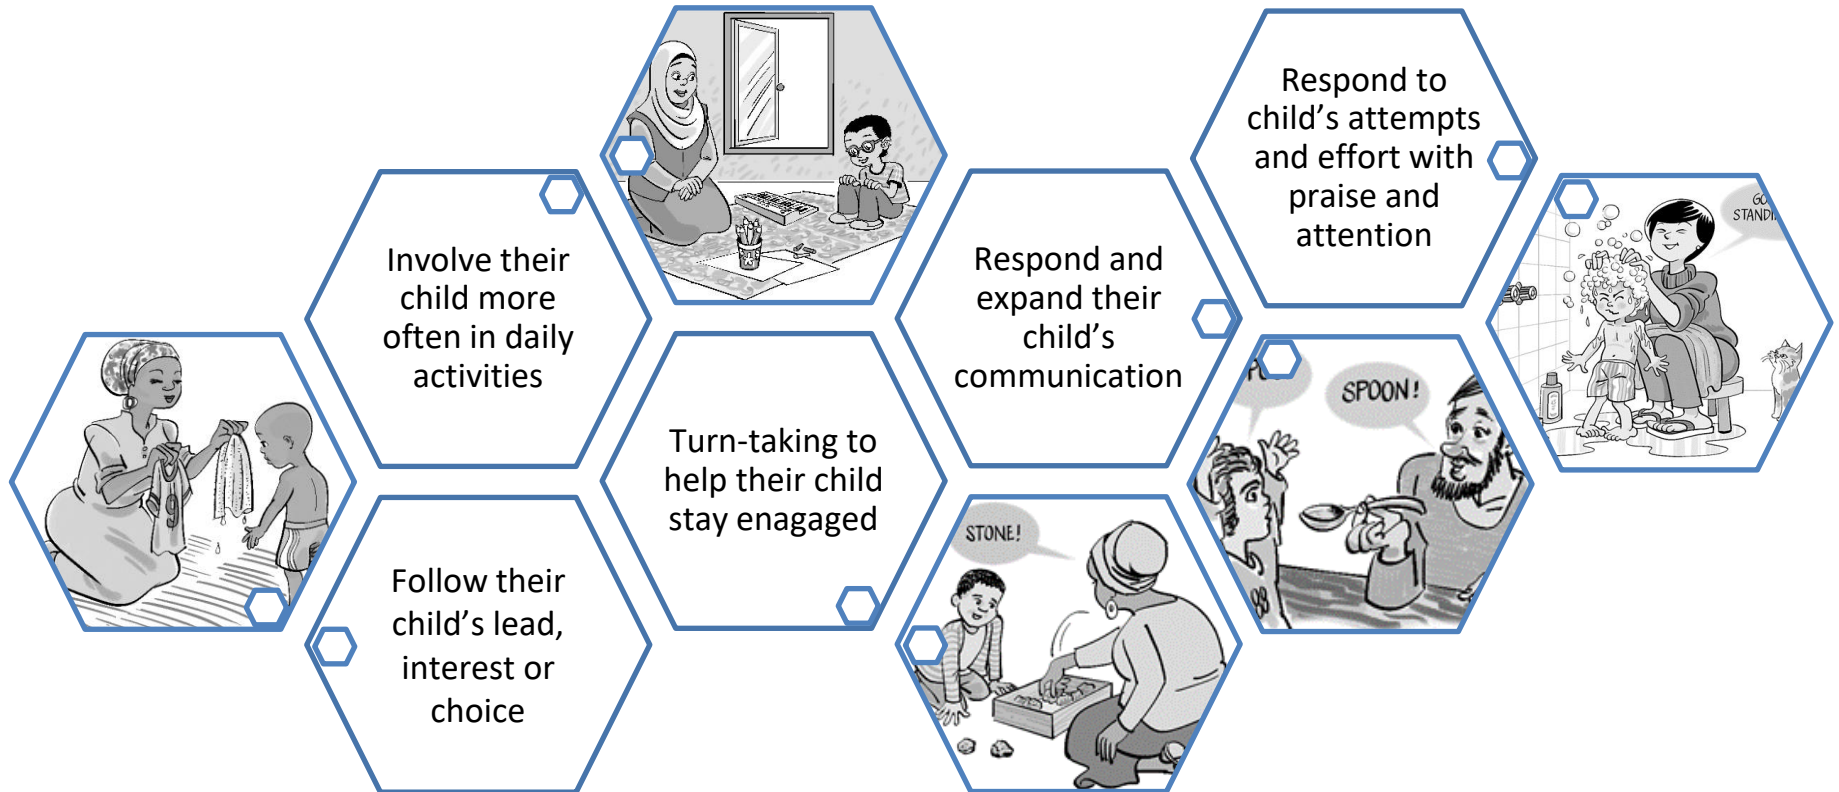 Involve their
child more
often in daily
activities
Follow their
child’s lead,
interest or
choice
Turn-taking to
help their child
stay enagaged
Respond and
expand their
child’s
communication
Respond to
child’s attempts
and effort with
praise and
attention
STONE!
SPOON!
9